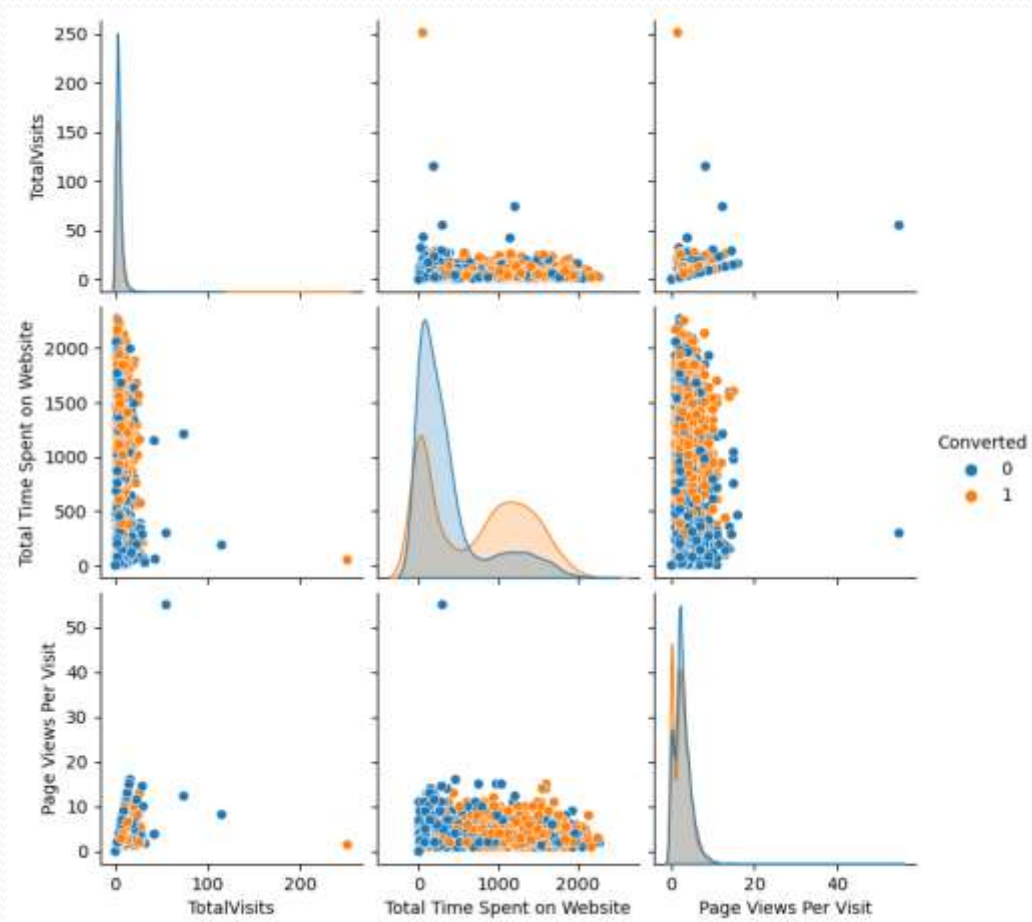 250
200
150
100
50
0
TotalVisits
2000
1500
1000
500
0
Total Time Spent on Website
Converted
0
1
50
40
30
20
10
0
Page Views Per Visit
0 100 200
TotalVisits
0 1000 2000
Total Time Spent on Website
0 20 40
Page Views Per Visit